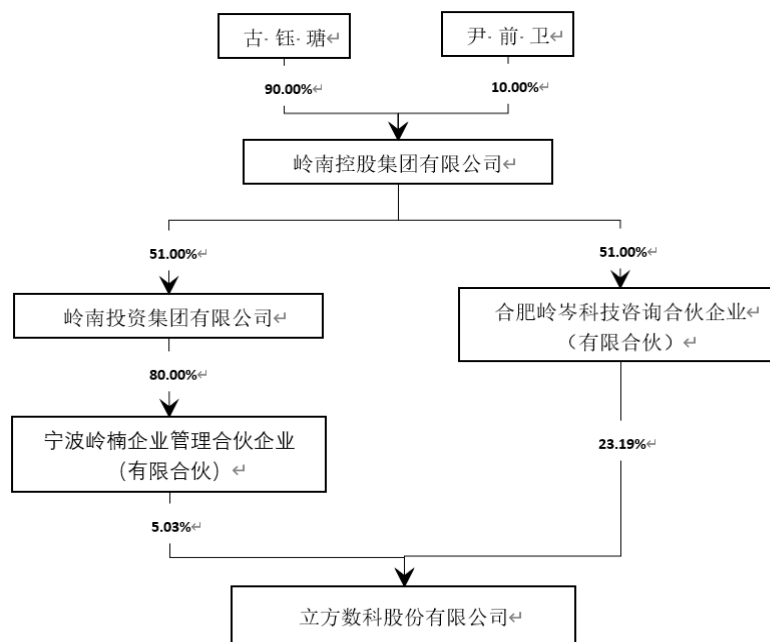 古·钰·瑭↵
尹·前·卫↵
90.00%↵
10.00%↵
岭南控股集团有限公司↵
51.00%↵
51.00%↵
岭南投资集团有限公司↵
合肥岭岑科技咨询合伙企业↵
（有限合伙）↵
80.00%↵
宁波岭楠企业管理合伙企业
（有限合伙）↵
23.19%↵
5.03%↵
立方数科股份有限公司↵